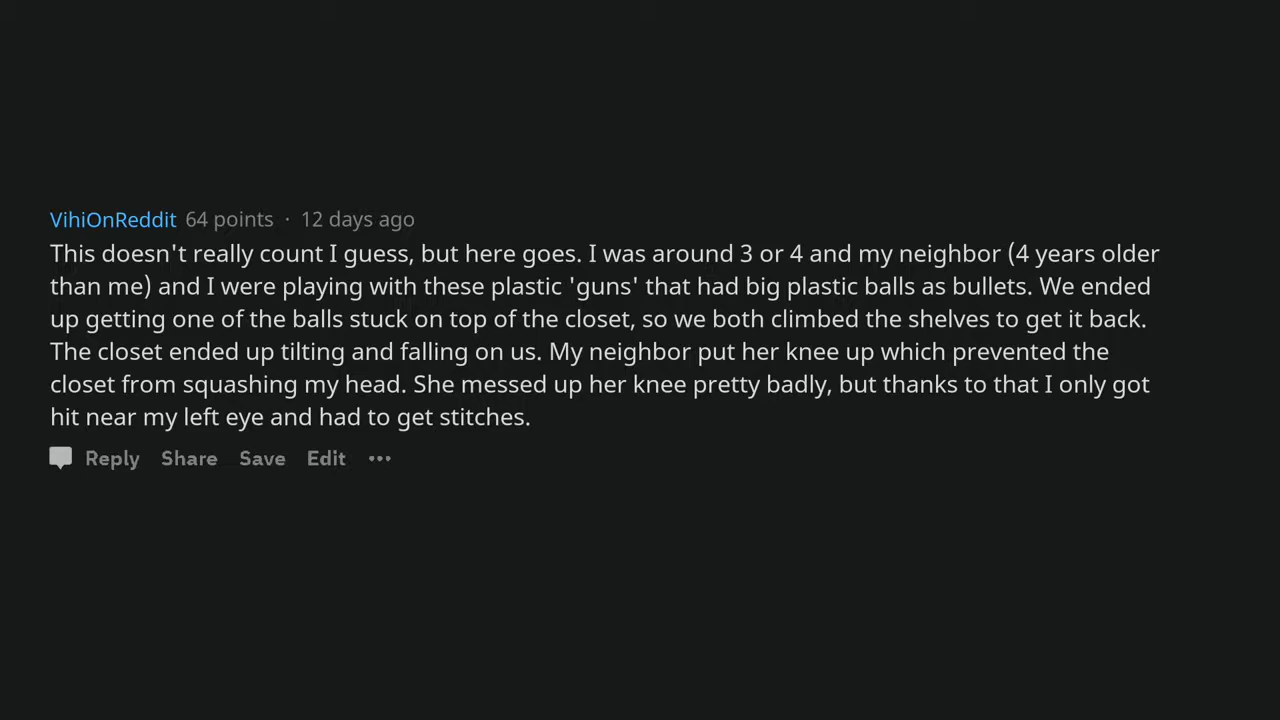 VihiOnReddit 64 points · 12 days ago
This doesn't really count I guess, but here goes. I was around 3 or 4 and my neighbor (4 years older
than me) and I were playing with these plastic 'guns' that had big plastic balls as bullets. We ended
up getting one of the balls stuck on top of the closet, so we both climbed the shelves to get it back.
The closet ended up tilting and falling on us. My neighbor put her knee up which prevented the
closet from squashing my head. She messed up her knee pretty badly, but thanks to that I only got
hit near my left eye and had to get stitches.
Reply Share Save Edit •••